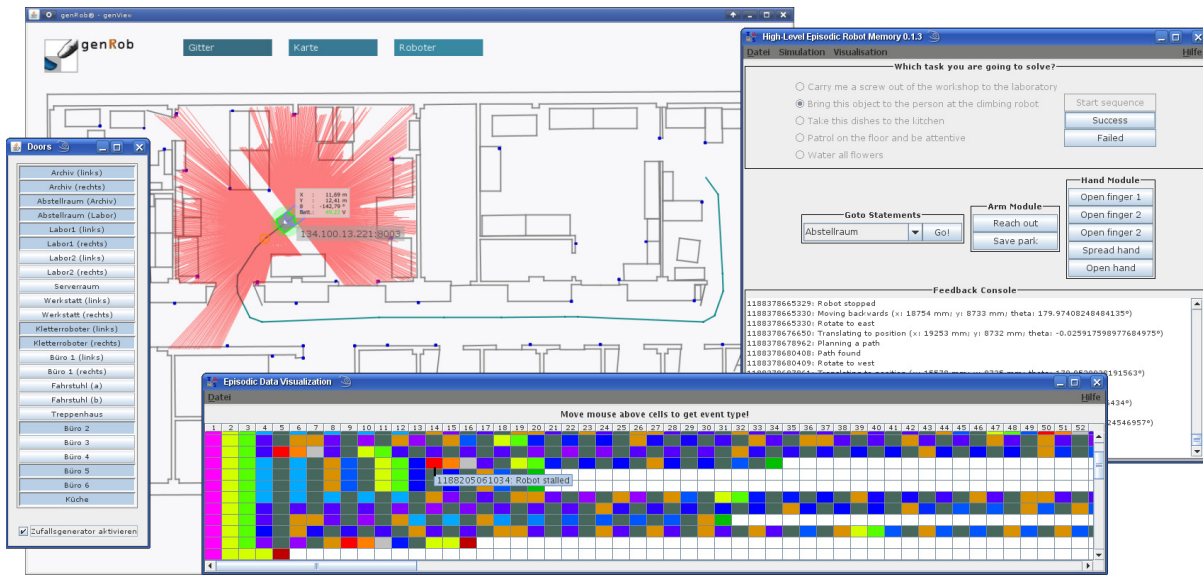 genRob® - genView
genRob
Gitter
Karte
Roboter
X : 11,69 m
Y : 12,41 m
θ : -142,79 °
Batt.: 49,22 V
134.100.13.221:8003
Doors
Archiv (links)
Archiv (rechts)
Abstellraum (Archiv)
Abstellraum (Labor)
Labor1 (links)
Labor1 (rechts)
Labor2 (links)
Labor2 (rechts)
Serverraum
Werkstatt (links)
Werkstatt (rechts)
Kletterroboter (links)
Kletterroboter (rechts)
Büro 1 (links)
Büro 1 (rechts)
Fahrstuhl (a)
Fahrstuhl (b)
Treppenhaus
Büro 2
Büro 3
Büro 4
Büro 5
Büro 6
Küche
Zufallsgenerator aktivieren
High-Level Episodic Robot Memory 0.1.3
Datei Simulation Visualisation Hilfe
Which task you are going to solve?
Carry me a screw out of the workshop to the laboratory
Bring this object to the person at the climbing robot
Take this dishes to the kitchen
Patrol on the floor and be attentive
Water all flowers
Start sequence
Success
Failed
Goto Statements
Abstellraum Go!
Arm Module
Reach out
Save park
Hand Module
Open finger 1
Open finger 2
Open finger 2
Spread hand
Open hand
Feedback Console
1188378665329: Robot stopped
1188378665330: Moving backwards (x: 18754 mm; y: 8733 mm; theta: 179.97408248484135°)
1188378665330: Rotate to east
1188378676650: Translating to position (x: 19253 mm; y: 8732 mm; theta: -0.025917598977684975°)
1188378678962: Planning a path
1188378680408: Path found
1188378680409: Rotate to west
Episodic Data Visualization
Datei Hilfe
Move mouse above cells to get event type!
1 2 3 4 5 6 7 8 9 10 11 12 13 14 15 16 17 18 19 20 21 22 23 24 25 26 27 28 29 30 31 32 33 34 35 36 37 38 39 40 41 42 43 44 45 46 47 48 49 50 51 52
1188205061034: Robot stalled